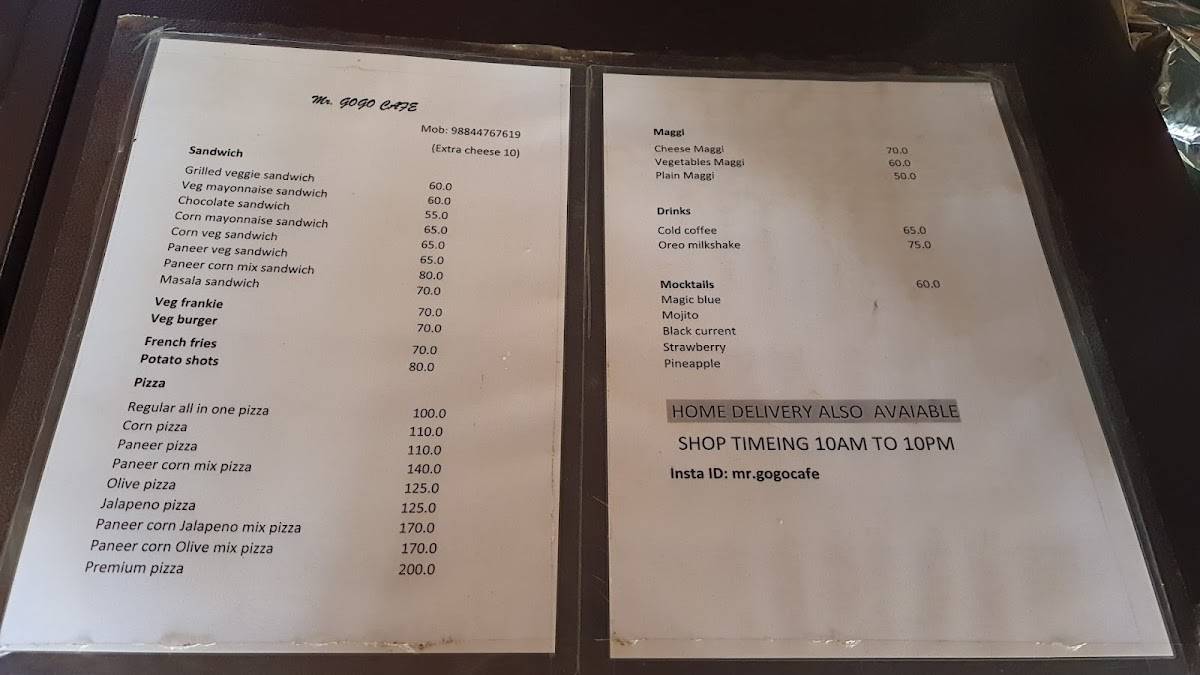 Mr. GOGO CAFE
Mob: 98844767619
Sandwich (Extra cheese 10)
Grilled veggie sandwich 60.0
Veg mayonnaise sandwich 60.0
Chocolate sandwich 55.0
Corn mayonnaise sandwich 65.0
Corn veg sandwich 65.0
Paneer veg sandwich 65.0
Paneer corn mix sandwich 80.0
Masala sandwich 70.0
Veg frankie 70.0
Veg burger 70.0
French fries 70.0
Potato shots 80.0
Pizza
Regular all in one pizza 100.0
Corn pizza 110.0
Paneer pizza 110.0
Paneer corn mix pizza 140.0
Olive pizza 125.0
Jalapeno pizza 125.0
Paneer corn Jalapeno mix pizza 170.0
Paneer corn Olive mix pizza 170.0
Premium pizza 200.0
Maggi
Cheese Maggi 70.0
Vegetables Maggi 60.0
Plain Maggi 50.0
Drinks
Cold coffee 65.0
Oreo milkshake 75.0
Mocktails 60.0
Magic blue
Mojito
Black current
Strawberry
Pineapple
HOME DELIVERY ALSO AVAIABLE
SHOP TIMEING 10AM TO 10PM
Insta ID: mr.gogocafe